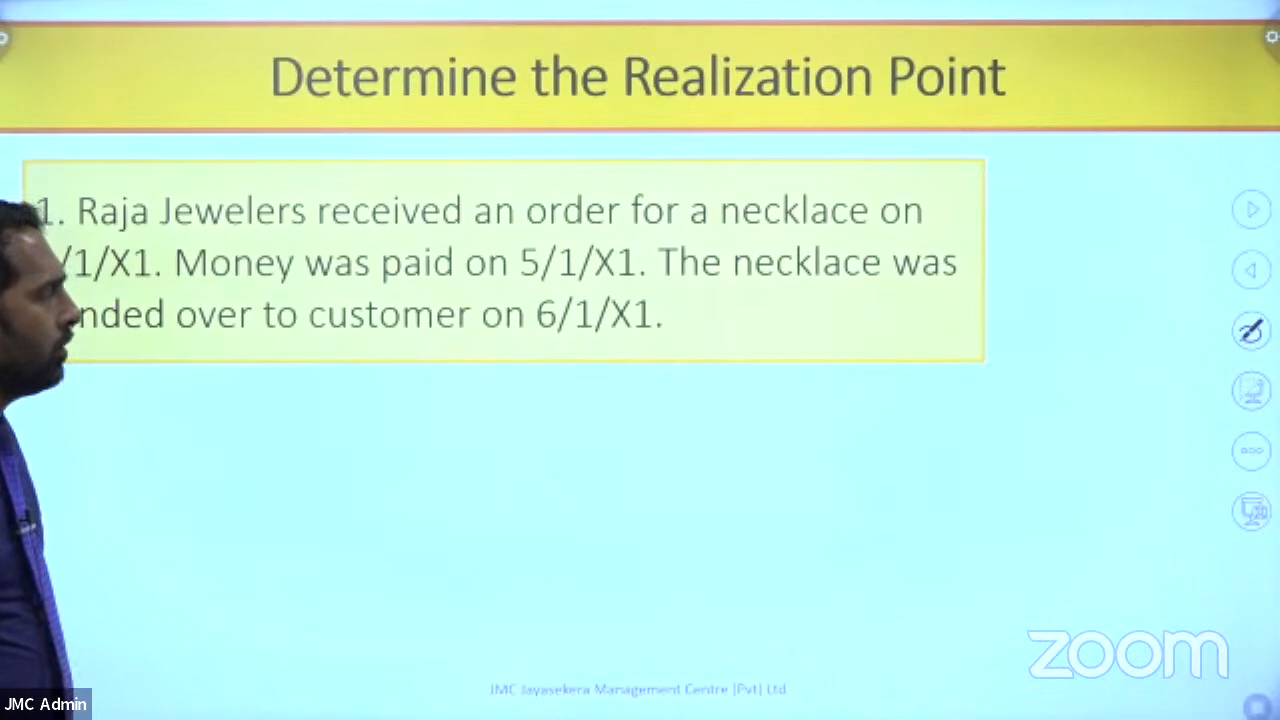 Determine the Realization Point
1. Raja Jewelers received an order for a necklace on
/1/X1. Money was paid on 5/1/X1. The necklace was
nded over to customer on 6/1/X1.
zoom
JMC Jayasekera Management Centre (Pvt) Ltd
JMC Admin